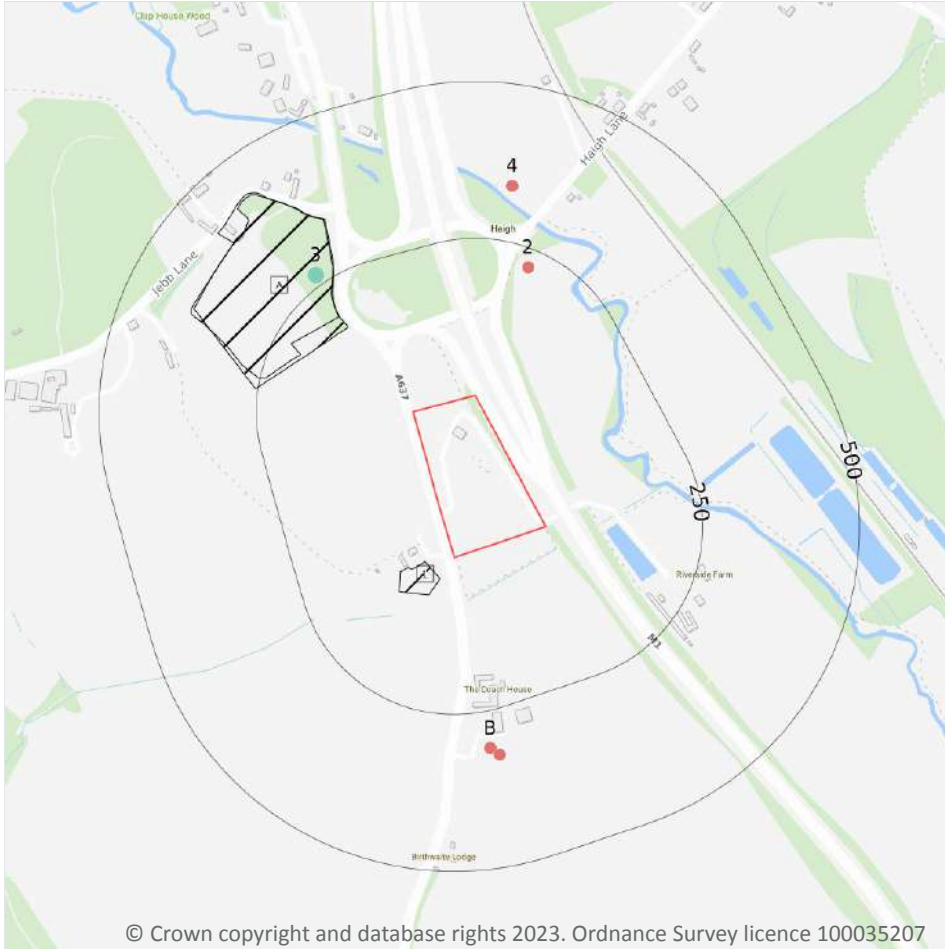 Clap House Wood
Haigh Lane
4
Haigh
2
3
A
Jebb Lane
A637
500
250
Riverside Farm
M1
The Coach House
B
Birthwaite Lodge
© Crown copyright and database rights 2023. Ordnance Survey licence 100035207